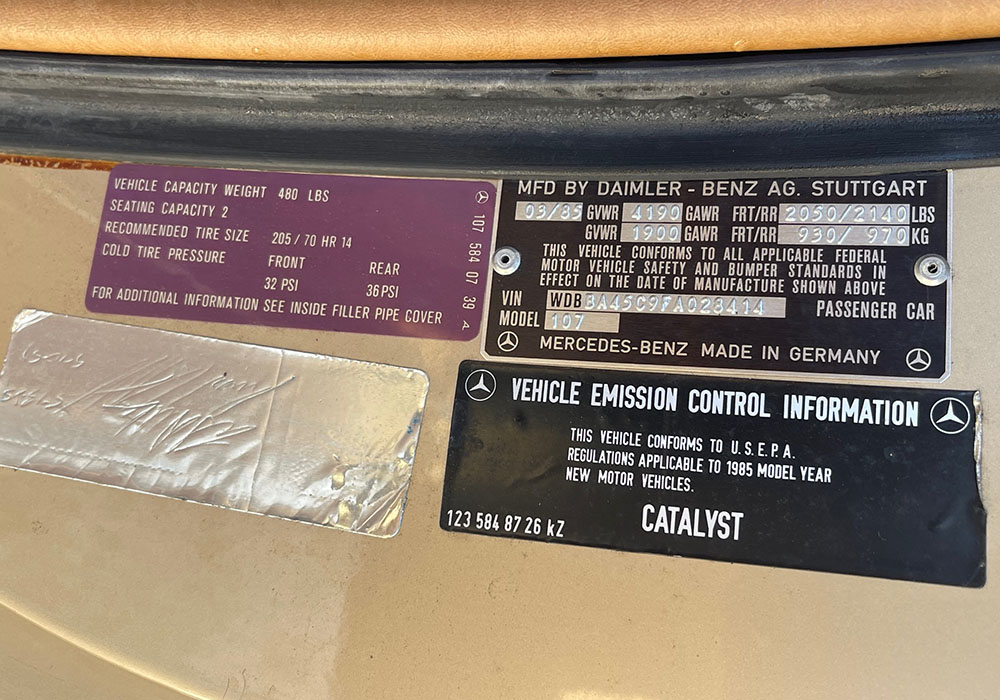 VEHICLE CAPACITY WEIGHT 480 LBS
SEATING CAPACITY 2
RECOMMENDED TIRE SIZE 205 / 70 HR 14
COLD TIRE PRESSURE FRONT REAR
32 PSI 36 PSI
FOR ADDITIONAL INFORMATION SEE INSIDE FILLER PIPE COVER
107 584 07 39 A
MFD BY DAIMLER - BENZ AG. STUTTGART
03/85 GVWR 4190 GAWR FRT/RR 2050/2140 LBS
GVWR 1900 GAWR FRT/RR 930/ 970 KG
THIS VEHICLE CONFORMS TO ALL APPLICABLE FEDERAL
MOTOR VEHICLE SAFETY AND BUMPER STANDARDS IN
EFFECT ON THE DATE OF MANUFACTURE SHOWN ABOVE
VIN WDBBA45C9FA028414 PASSENGER CAR
MODEL 107
MERCEDES-BENZ MADE IN GERMANY
VEHICLE EMISSION CONTROL INFORMATION
THIS VEHICLE CONFORMS TO U.S.E.P.A.
REGULATIONS APPLICABLE TO 1985 MODEL YEAR
NEW MOTOR VEHICLES.
CATALYST
123 584 87 26 kZ